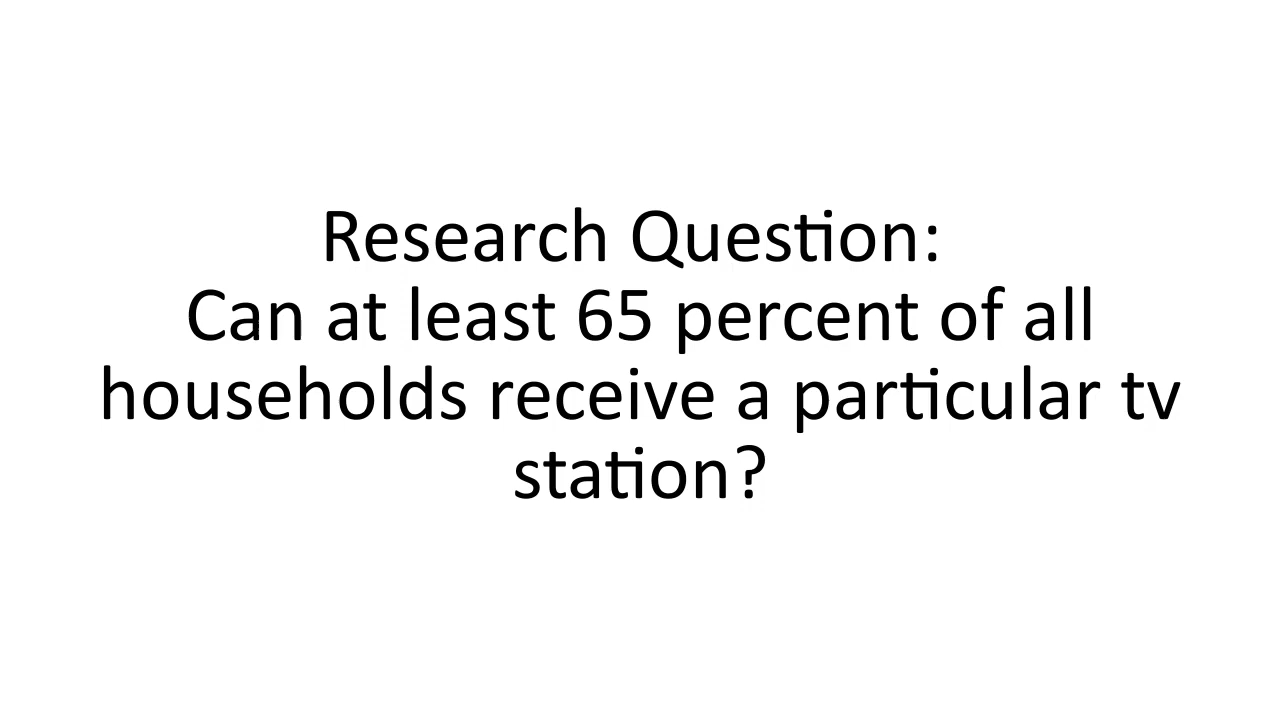 Research Question:
Can at least 65 percent of all
households receive a particular tv
station?